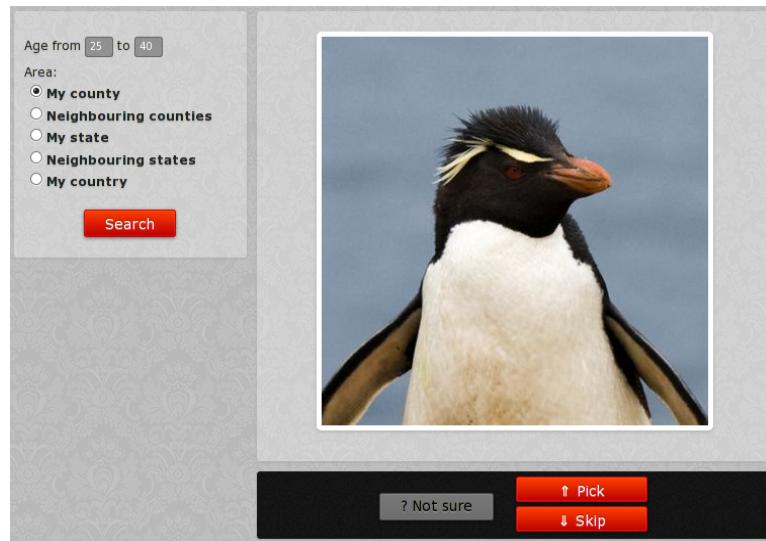 Age from 25 to 40
Area:
My county
Neighbouring counties
My state
Neighbouring states
My country
Search
? Not sure
⇑ Pick
⇓ Skip